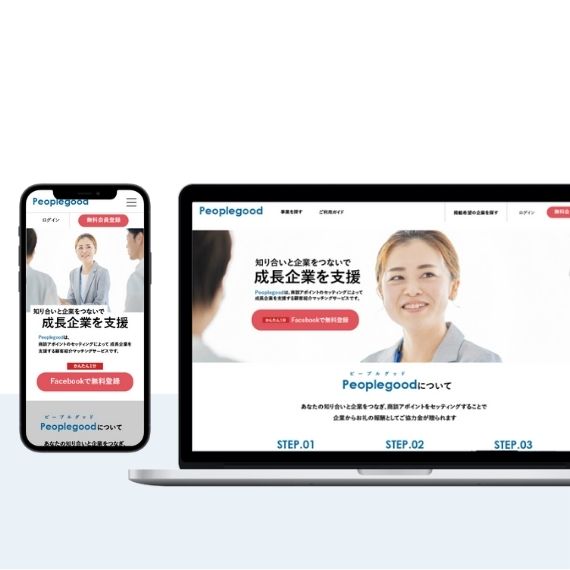 Peoplegood
ログイン
無料会員登録
知り合いと企業をつないで
成長企業を支援
Peoplegoodは、
商談アポイントのセッティングによって 成長企業を
支援する顧客紹介マッチングサービスです。
かんたん1分
Facebookで無料登録
ピープルグッド
Peoplegoodについて
あなたの知り合いと企業をつなぎ、
Peoplegood
事業を探す
ご利用ガイド
掲載希望の企業を探す
ログイン
無料会
知り合いと企業をつないで
成長企業を支援
Peoplegoodは、商談アポイントのセッティングによって
成長企業を支援する顧客紹介マッチングサービスです。
かんたん1分 Facebookで無料登録
ピープルグッド
Peoplegoodについて
あなたの知り合いと企業をつなぎ、商談アポイントをセッティングすることで
企業からお礼の報酬としてご協力金が贈られます
STEP.01
STEP.02
STEP.03